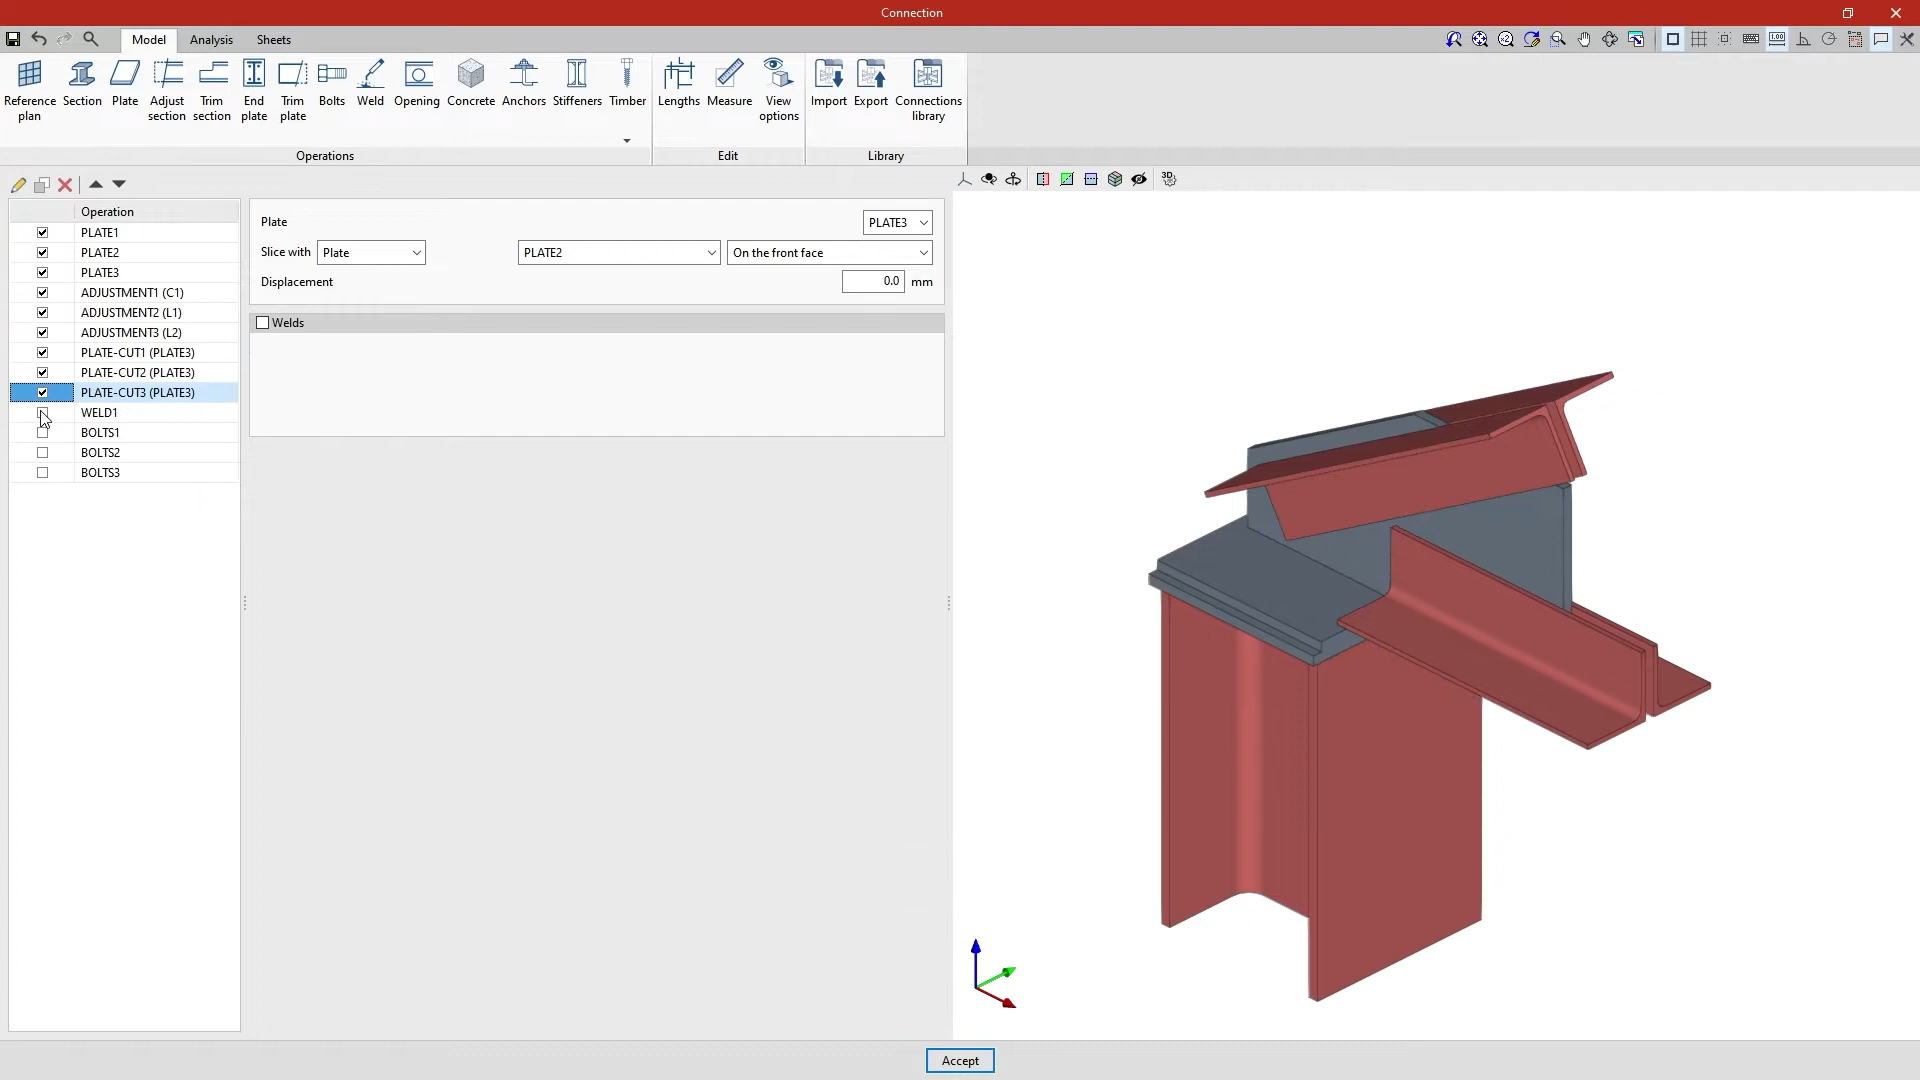 Connection
Model Analysis Sheets
1.00
Reference plan
Section
Plate
Adjust section
Trim section
End plate
Trim plate
Bolts
Weld
Opening
Concrete
Anchors
Stiffeners
Timber
Lengths
Measure
View options
Import
Export
Connections library
Operations Edit Library
3D
Operation
PLATE1
PLATE2
PLATE3
ADJUSTMENT1 (C1)
ADJUSTMENT2 (L1)
ADJUSTMENT3 (L2)
PLATE-CUT1 (PLATE3)
PLATE-CUT2 (PLATE3)
PLATE-CUT3 (PLATE3)
WELD1
BOLTS1
BOLTS2
BOLTS3
Plate PLATE3
Slice with Plate PLATE2 On the front face
Displacement 0.0 mm
Welds
Accept